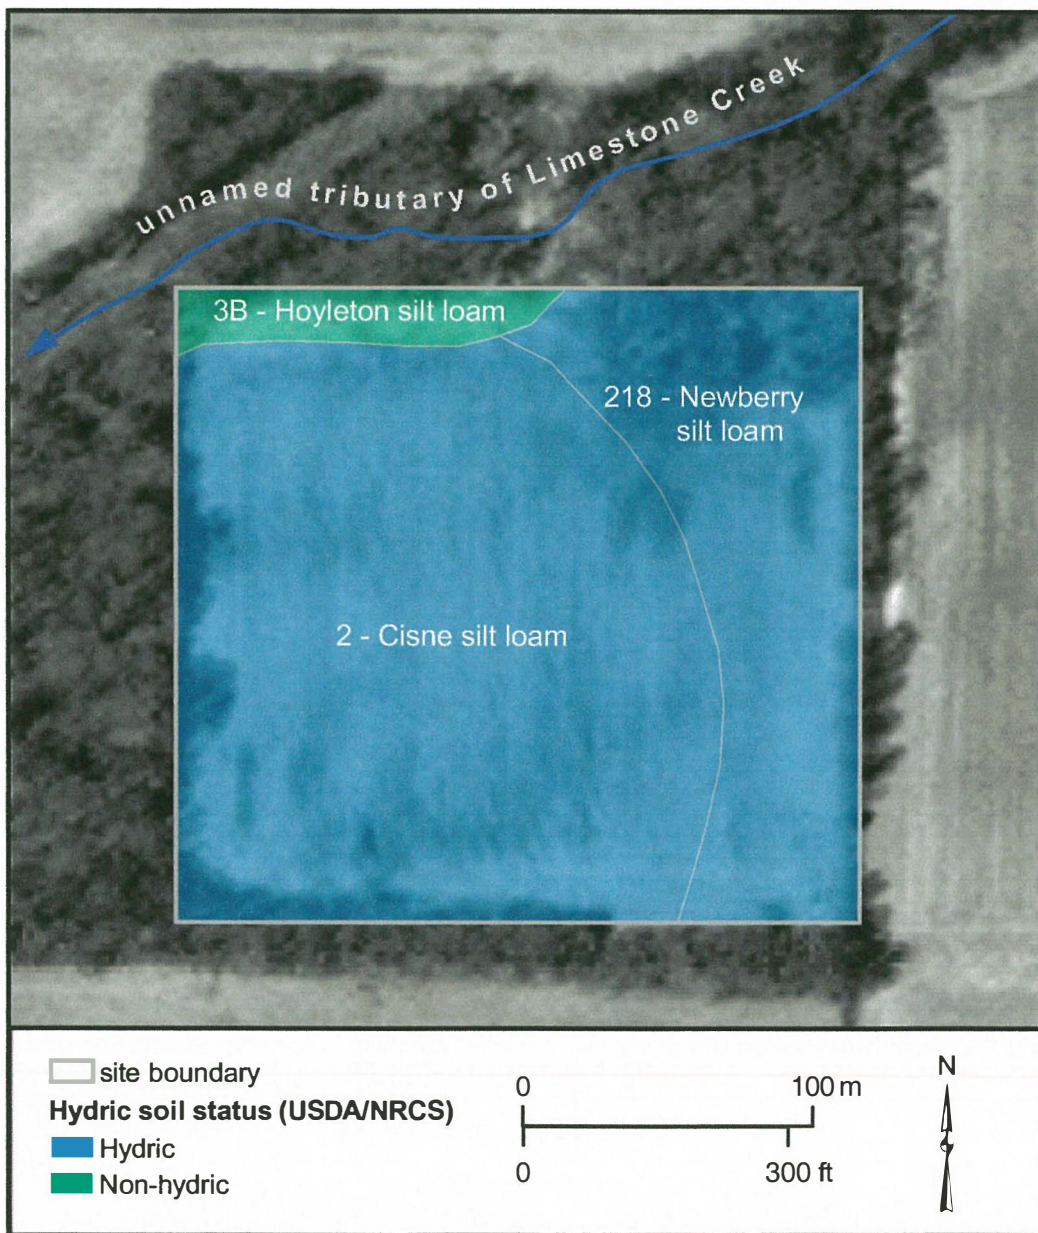 unnamed tributary of Limestone Creek
3B - Hoyleton silt loam
218 - Newberry
silt loam
2 - Cisne silt loam
site boundary
Hydric soil status (USDA/NRCS)
Hydric
Non-hydric
0 100 m
0 300 ft
N